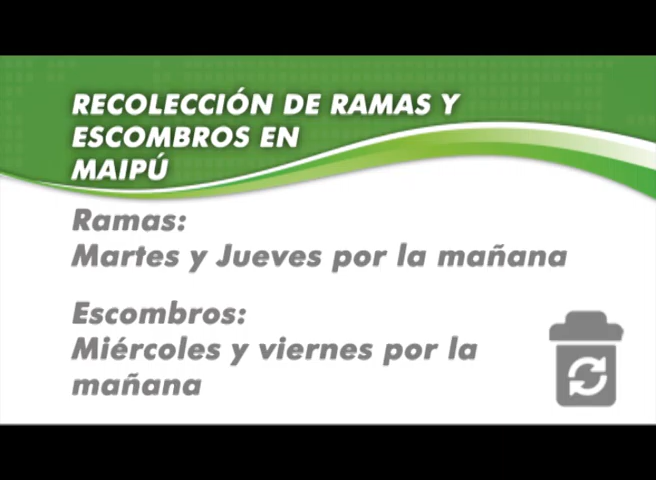 RECOLECCIÓN DE RAMAS Y
ESCOMBROS EN
MAIPÚ
Ramas:
Martes y Jueves por la mañana
Escombros:
Miércoles y viernes por la
mañana